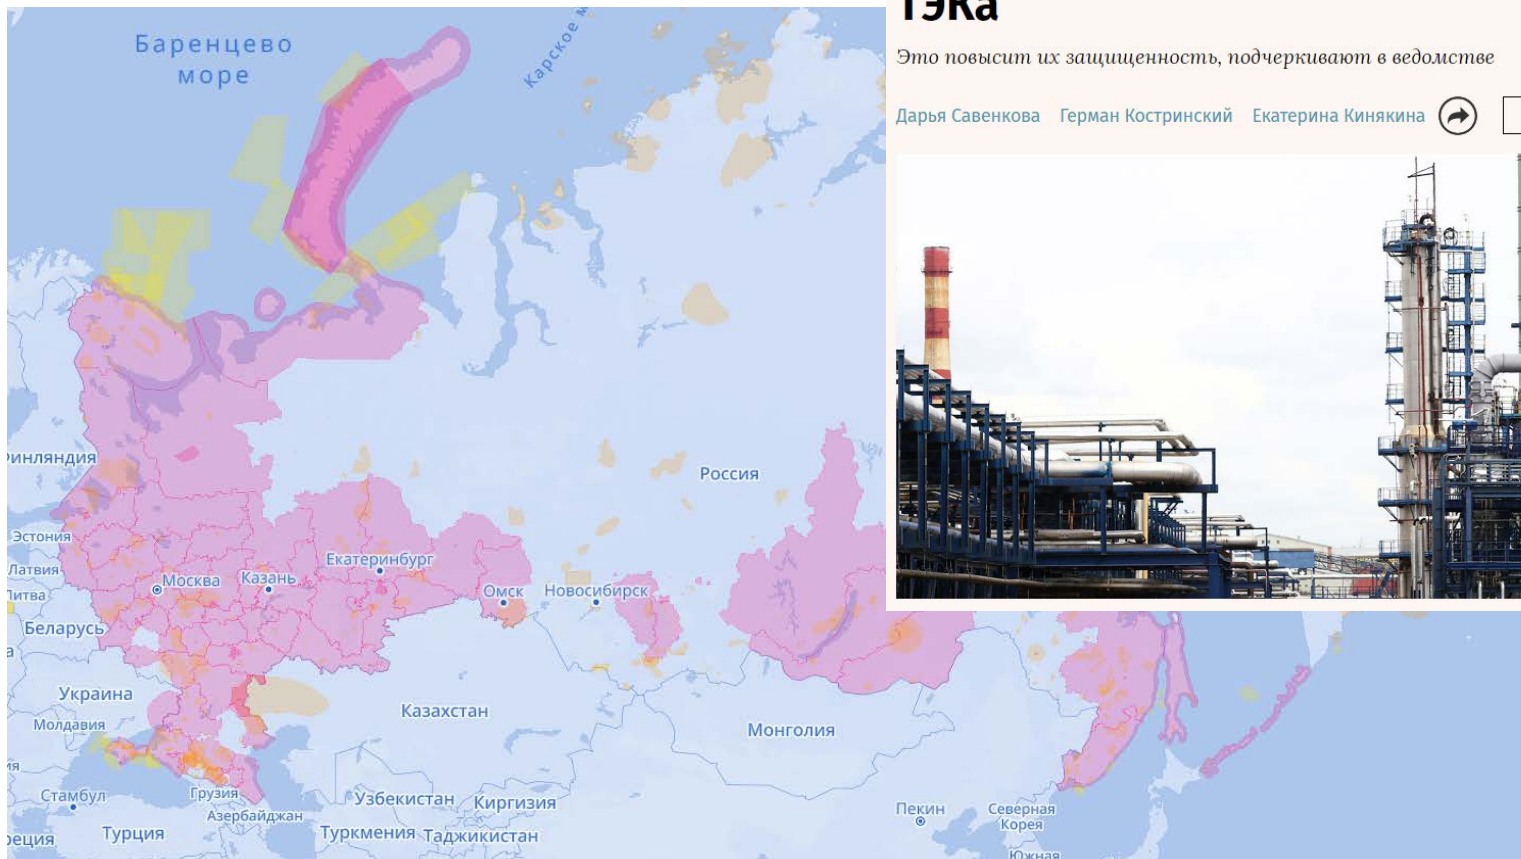 ТЭКа
Это повысит их защищенность, подчеркивают в ведомстве
Дарья Савенкова Герман Костринский Екатерина Кинякина
Баренцево
море
Карское
Россия
Эстония
Латвия
Москва
Казань
Екатеринбург
Омск
Новосибирск
Беларусь
Украина
Молдавия
Казахстан
Монголия
Стамбул
Грузия
Азербайджан
Турция
Узбекистан
Киргизия
Туркмения
Таджикистан
Пекин
Северная
Корея
Южная